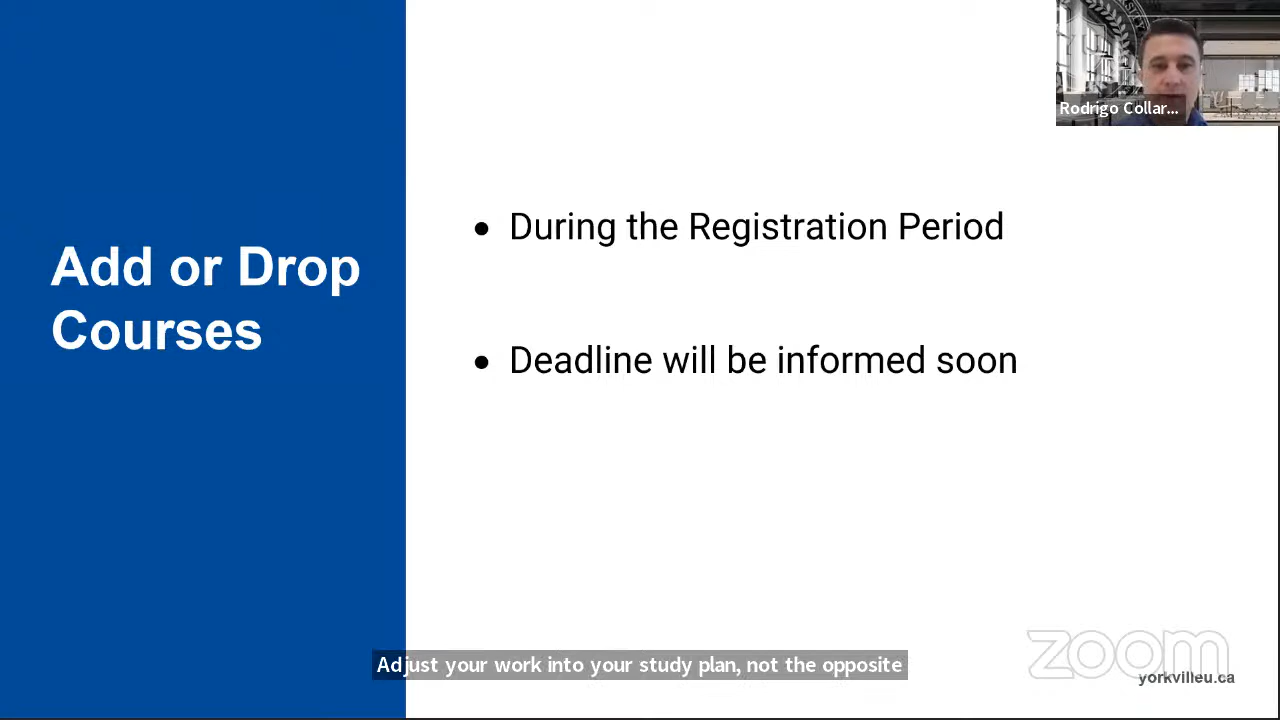 Rodrigo Collar...
Add or Drop
Courses
● During the Registration Period
● Deadline will be informed soon
Adjust your work into your study plan, not the opposite
zoom
yorkvilleu.ca